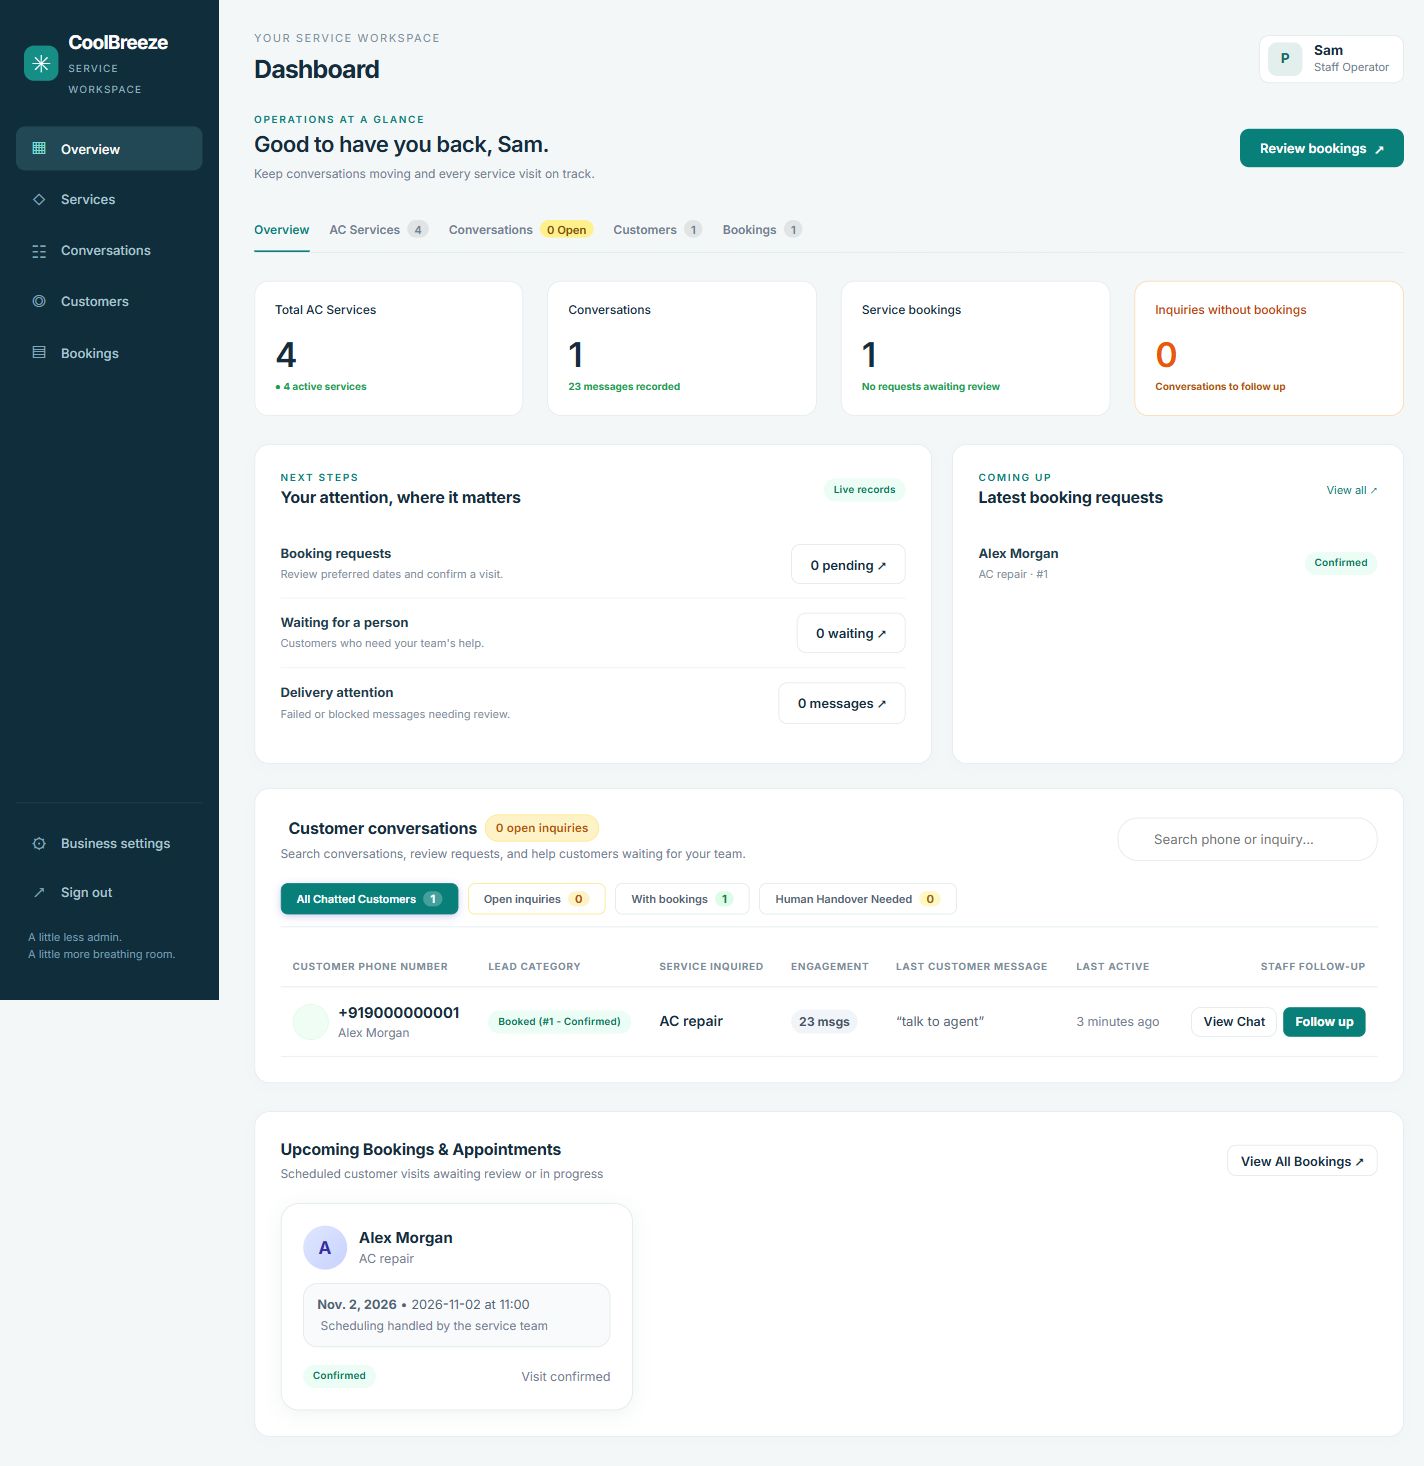 CoolBreeze
SERVICE
WORKSPACE
Overview
Services
Conversations
Customers
Bookings
Business settings
Sign out
A little less admin.
A little more breathing room.
YOUR SERVICE WORKSPACE
Dashboard
P
Sam
Staff Operator
OPERATIONS AT A GLANCE
Good to have you back, Sam.
Keep conversations moving and every service visit on track.
Review bookings ↗
Overview AC Services 4 Conversations 0 Open Customers 1 Bookings 1
Total AC Services
4
● 4 active services
Conversations
1
23 messages recorded
Service bookings
1
No requests awaiting review
Inquiries without bookings
0
Conversations to follow up
NEXT STEPS
Your attention, where it matters
Live records
Booking requests
Review preferred dates and confirm a visit.
0 pending ↗
Waiting for a person
Customers who need your team's help.
0 waiting ↗
Delivery attention
Failed or blocked messages needing review.
0 messages ↗
COMING UP
Latest booking requests
View all ↗
Alex Morgan
AC repair · #1
Confirmed
Customer conversations 0 open inquiries
Search conversations, review requests, and help customers waiting for your team.
Search phone or inquiry...
All Chatted Customers 1 Open inquiries 0 With bookings 1 Human Handover Needed 0
CUSTOMER PHONE NUMBER LEAD CATEGORY SERVICE INQUIRED ENGAGEMENT LAST CUSTOMER MESSAGE LAST ACTIVE STAFF FOLLOW-UP
+919000000001
Alex Morgan
Booked (#1 - Confirmed) AC repair 23 msgs “talk to agent” 3 minutes ago View Chat Follow up
Upcoming Bookings & Appointments
Scheduled customer visits awaiting review or in progress
View All Bookings ↗
A
Alex Morgan
AC repair
Nov. 2, 2026 • 2026-11-02 at 11:00
Scheduling handled by the service team
Confirmed Visit confirmed